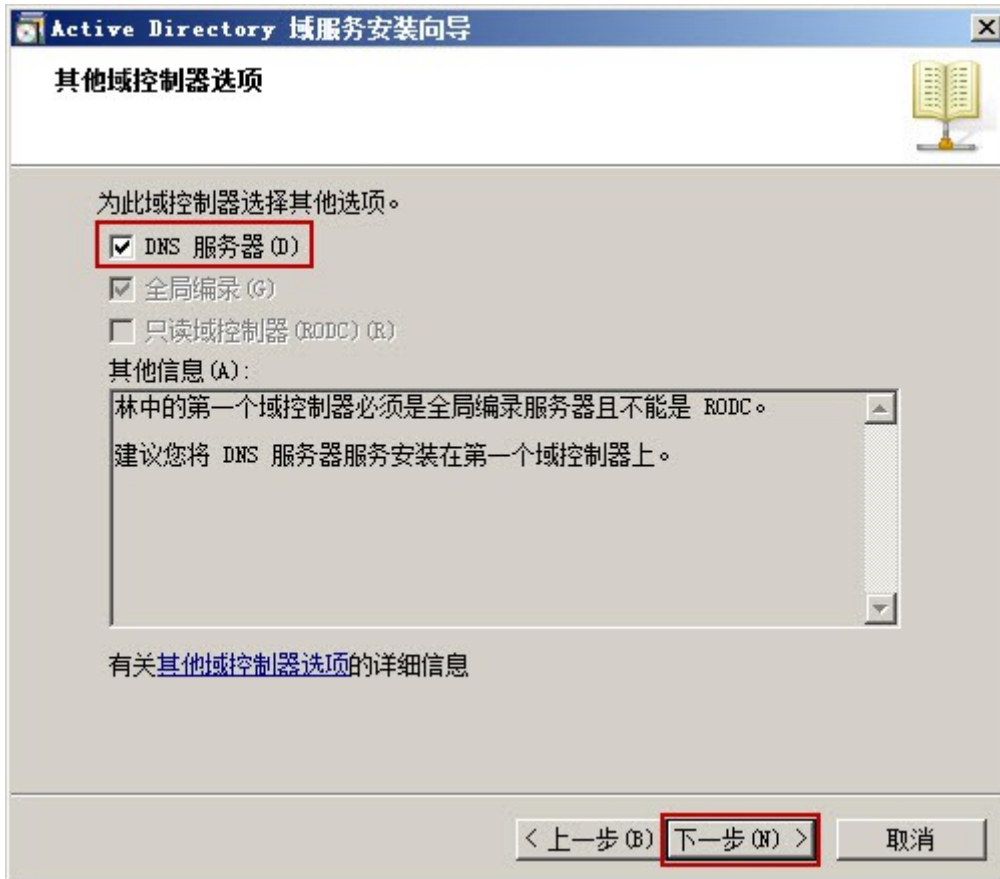 Active Directory 域服务安装向导
其他域控制器选项
为此域控制器选择其他选项。
DNS 服务器(D)
全局编录(G)
只读域控制器(RODC)(R)
其他信息(A):
林中的第一个域控制器必须是全局编录服务器且不能是 RODC。
建议您将 DNS 服务器服务安装在第一个域控制器上。
有关其他域控制器选项的详细信息
< 上一步(B) 下一步(N) > 取消